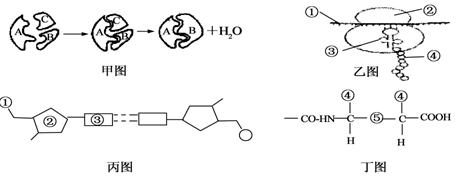 C
A B → A C B → A B +H₂O
甲图
① ②
③ ④
乙图
① ② ③
丙图
④ ④
—CO-HN—C—⑤—C—COOH
H H
丁图